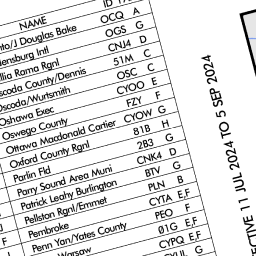 NAME
nto/J Douglas Bake OCQ A
densburg Intl OGS G
Rama Rgnl CNJ4 D
scoda County/Dennis 51M C
Oscoda/Wurtsmith OSC C
Oshawa Exec CYOO E
Oswego County FZY F
Ottawa Macdonald Cartier CYOW G
Oxford County Rgnl 81B H
Parlin Fld 2B3 G
Parry Sound Area Muni CNK4 D
Patrick Leahy Burlington BTV G
Pellston Rgnl/Emmet PLN B
Pembroke CYTA E,F
Penn Yan/Yates County PEO F
Warsaw 01G E,F
CYPQ E,F
ECTIVE 11 JUL 2024 TO 5 SEP 2024